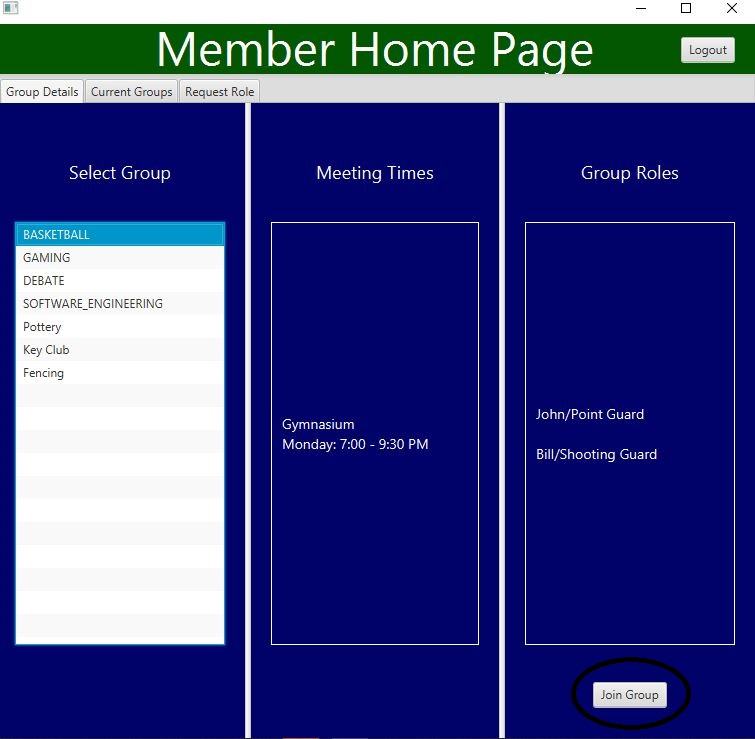 Member Home Page
Logout
Group Details
Current Groups
Request Role
Select Group
BASKETBALL
GAMING
DEBATE
SOFTWARE_ENGINEERING
Pottery
Key Club
Fencing
Meeting Times
Gymnasium
Monday: 7:00 - 9:30 PM
Group Roles
John/Point Guard
Bill/Shooting Guard
Join Group